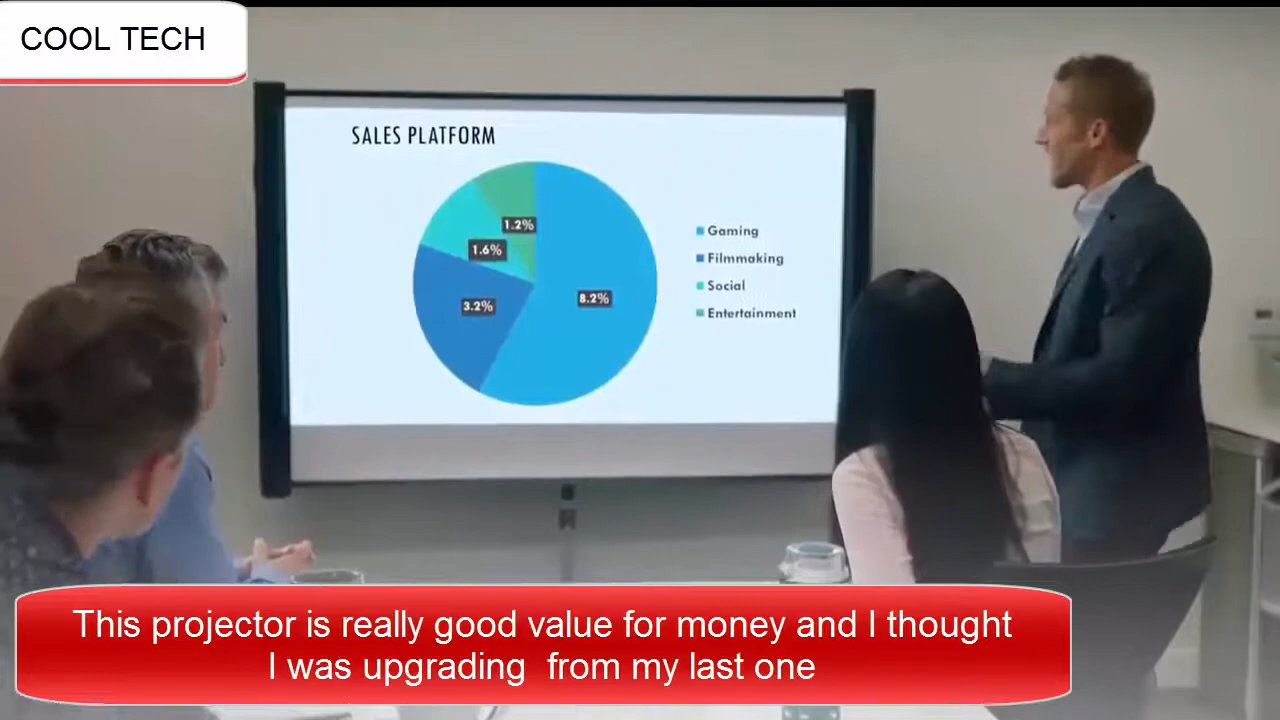 COOL TECH
SALES PLATFORM
1.2%
1.6%
3.2%
8.2%
Gaming
Filmmaking
Social
Entertainment
This projector is really good value for money and I thought
I was upgrading  from my last one